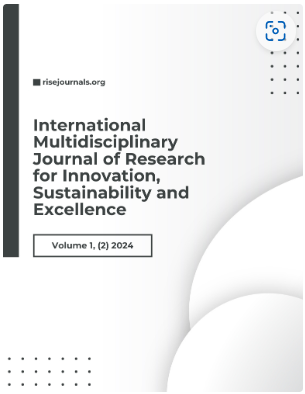 risejournals.org
International
Multidisciplinary
Journal of Research
for Innovation,
Sustainability and
Excellence
Volume 1, (2) 2024